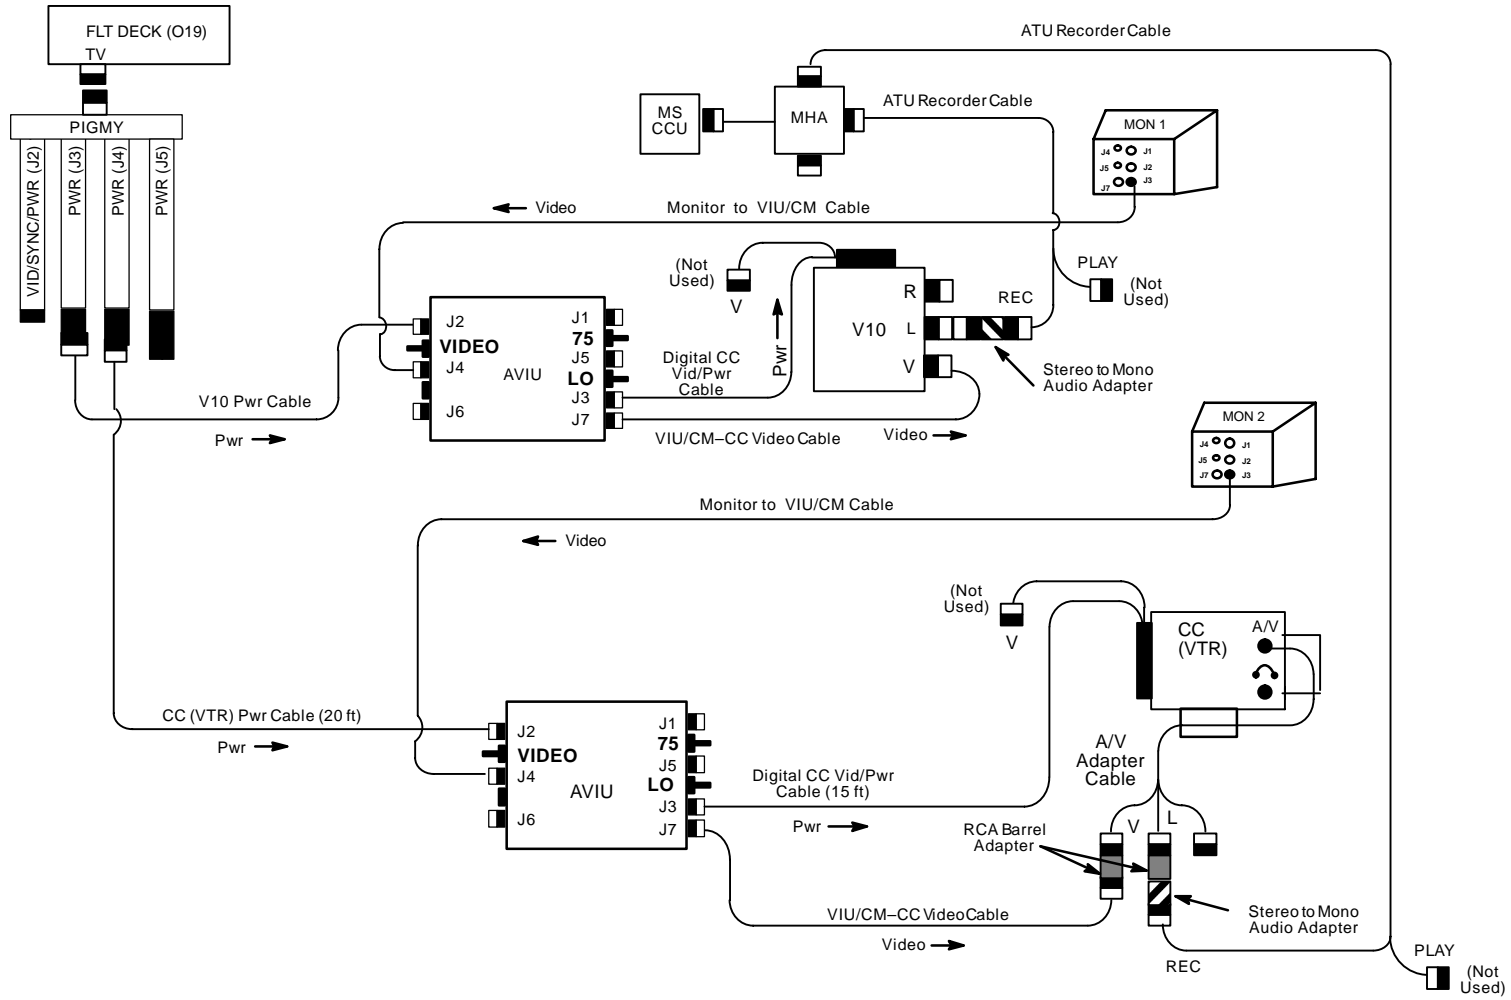 FLT DECK (O19)
TV
PIGMY
VID/SYNC/PWR (J2)
PWR (J3)
PWR (J4)
PWR (J5)
ATU Recorder Cable
MS
CCU
MHA
ATU Recorder Cable
MON 1
J4
J1
J5
J2
J7
J3
Video
Monitor to VIU/CM Cable
(Not
Used)
V
PLAY
(Not
Used)
REC
R
V10
L
V
Pwr
Stereo to Mono
Audio Adapter
J2
VIDEO
J4
J6
AVIU
J1
75
J5
LO
J3
J7
Digital CC
Vid/Pwr
Cable
V10 Pwr Cable
Pwr
VIU/CM–CC Video Cable
Video
MON 2
J4
J1
J5
J2
J7
J3
Monitor to VIU/CM Cable
Video
(Not
Used)
V
CC
(VTR)
A/V
CC (VTR) Pwr Cable (20 ft)
Pwr
J2
VIDEO
J4
J6
AVIU
J1
75
J5
LO
J3
J7
Digital CC Vid/Pwr
Cable (15 ft)
Pwr
A/V
Adapter
Cable
V
L
RCA Barrel
Adapter
VIU/CM–CC Video Cable
Video
Stereo to Mono
Audio Adapter
REC
PLAY
(Not
Used)